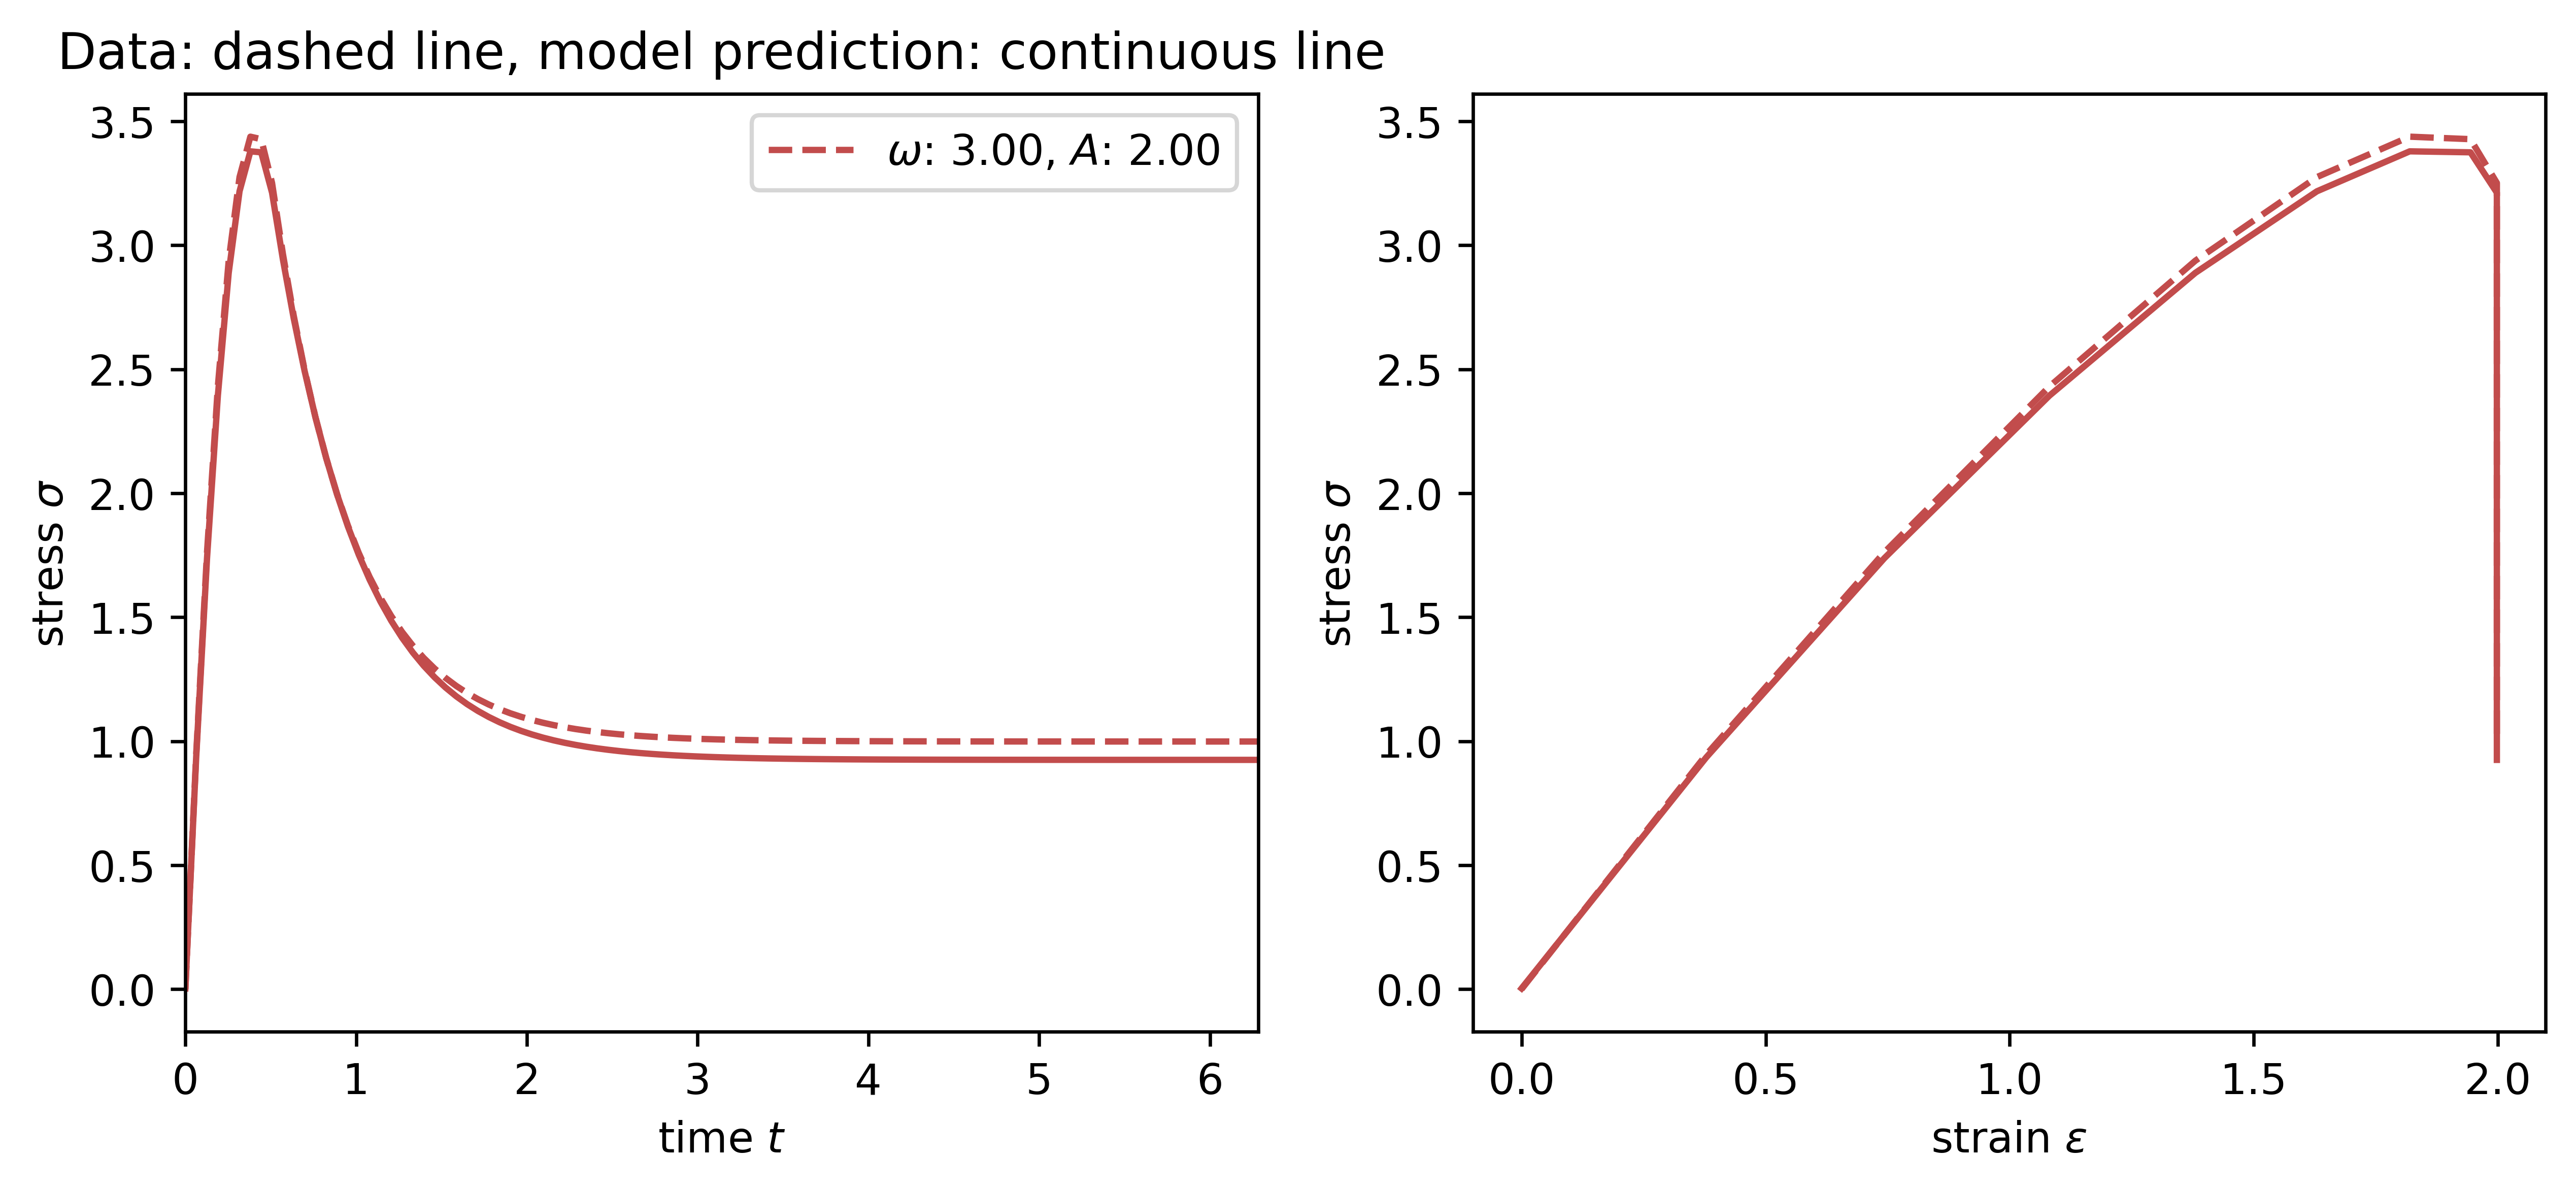 Data: dashed line, model prediction: continuous line
ω: 3.00, A: 2.00
stress σ
3.5
3.0
2.5
2.0
1.5
1.0
0.5
0.0
0 1 2 3 4 5 6
time t
stress σ
3.5
3.0
2.5
2.0
1.5
1.0
0.5
0.0
0.0 0.5 1.0 1.5 2.0
strain ε